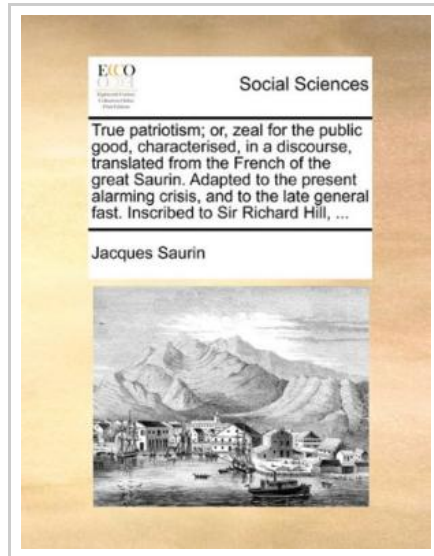 ECCO
Social Sciences
True patriotism; or, zeal for the public
good, characterised, in a discourse,
translated from the French of the
great Saurin. Adapted to the present
alarming crisis, and to the late general
fast. Inscribed to Sir Richard Hill, ...
Jacques Saurin